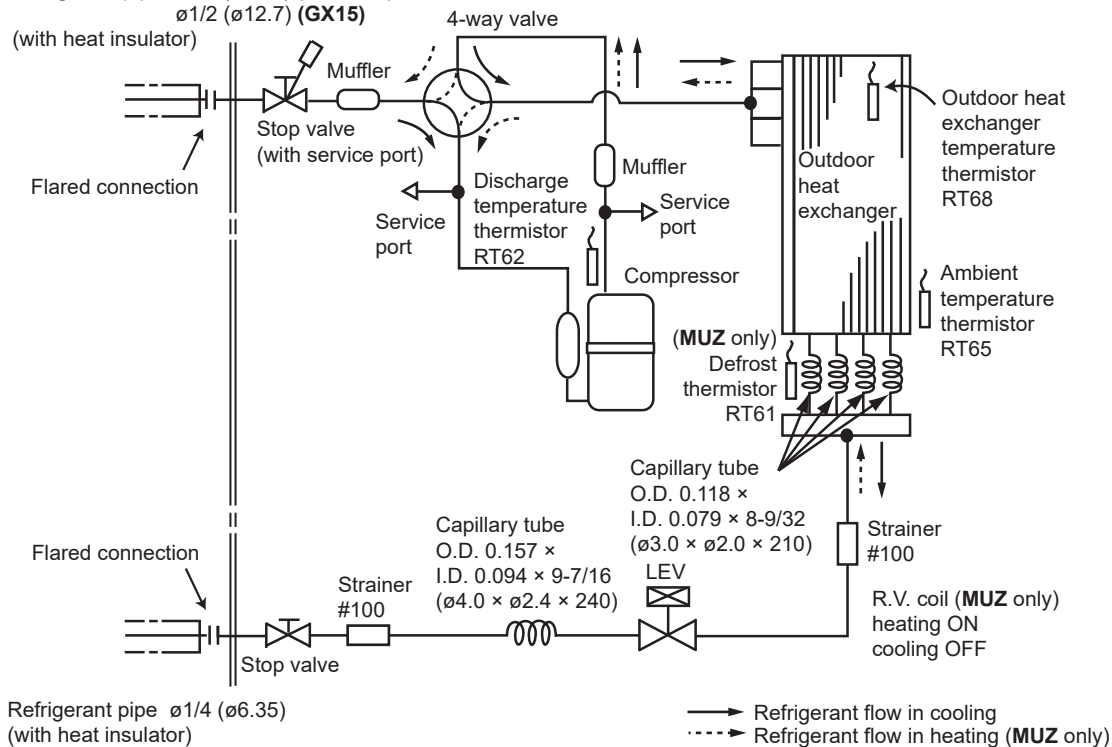 ø1/2 (ø12.7) (GX15)
(with heat insulator)
4-way valve
Muffler
Stop valve
(with service port)
Flared connection
Service
port
Discharge
temperature
thermistor
RT62
Muffler
Service
port
Compressor
Outdoor
heat
exchanger
Outdoor heat
exchanger
temperature
thermistor
RT68
Ambient
temperature
thermistor
RT65
(MUZ only)
Defrost
thermistor
RT61
Capillary tube
O.D. 0.118 ×
I.D. 0.079 × 8-9/32
(ø3.0 × ø2.0 × 210)
Capillary tube
O.D. 0.157 ×
I.D. 0.094 × 9-7/16
(ø4.0 × ø2.4 × 240)
LEV
Strainer
#100
Strainer
#100
Flared connection
Stop valve
R.V. coil (MUZ only)
heating ON
cooling OFF
Refrigerant pipe ø1/4 (ø6.35)
(with heat insulator)
Refrigerant flow in cooling
Refrigerant flow in heating (MUZ only)